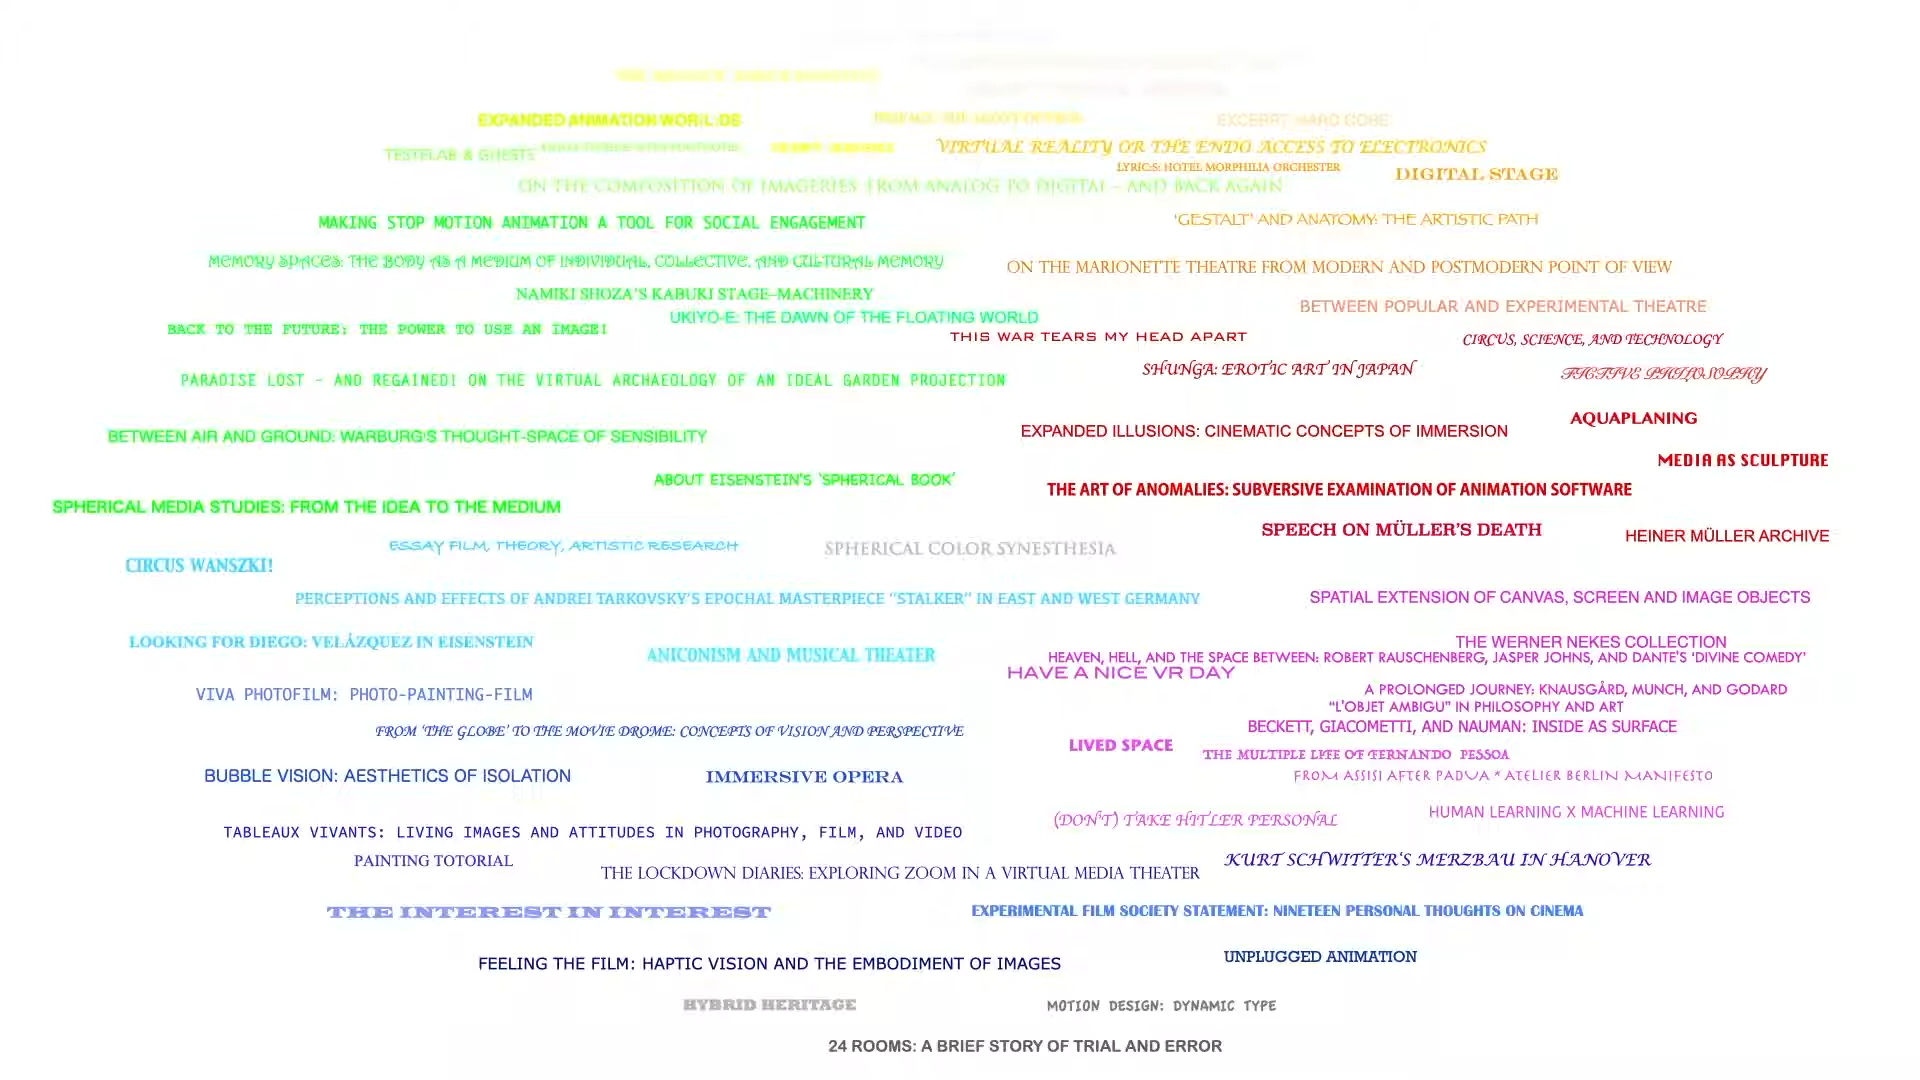 EXPANDED ANIMATION WORLDS
EXCERPT HARD CORE
TESTFLAB & GHESTS
VIRTUAL REALITY OR THE ENDO ACCESS TO ELECTRONICS
LYRICS: HOTEL MORPHILIA ORCHESTER
DIGITAL STAGE
ON THE COMPOSITION OF IMAGERIES FROM ANALOG TO DIGITAL – AND BACK AGAIN
MAKING STOP MOTION ANIMATION A TOOL FOR SOCIAL ENGAGEMENT
'GESTALT' AND ANATOMY: THE ARTISTIC PATH
MEMORY SPACES: THE BODY AS A MEDIUM OF INDIVIDUAL, COLLECTIVE, AND CULTURAL MEMORY
ON THE MARIONETTE THEATRE FROM MODERN AND POSTMODERN POINT OF VIEW
NAMIKI SHOZA'S KABUKI STAGE–MACHINERY
BETWEEN POPULAR AND EXPERIMENTAL THEATRE
UKIYO-E: THE DAWN OF THE FLOATING WORLD
BACK TO THE FUTURE: THE POWER TO USE AN IMAGE!
THIS WAR TEARS MY HEAD APART
CIRCUS, SCIENCE, AND TECHNOLOGY
SHUNGA: EROTIC ART IN JAPAN
FICTIVE PHILOSOPHY
PARADISE LOST – AND REGAINED! ON THE VIRTUAL ARCHAEOLOGY OF AN IDEAL GARDEN PROJECTION
AQUAPLANING
BETWEEN AIR AND GROUND: WARBURG'S THOUGHT-SPACE OF SENSIBILITY
EXPANDED ILLUSIONS: CINEMATIC CONCEPTS OF IMMERSION
MEDIA AS SCULPTURE
ABOUT EISENSTEIN'S 'SPHERICAL BOOK'
THE ART OF ANOMALIES: SUBVERSIVE EXAMINATION OF ANIMATION SOFTWARE
SPHERICAL MEDIA STUDIES: FROM THE IDEA TO THE MEDIUM
SPEECH ON MÜLLER'S DEATH
HEINER MÜLLER ARCHIVE
ESSAY FILM, THEORY, ARTISTIC RESEARCH
SPHERICAL COLOR SYNESTHESIA
CIRCUS WANSZKI!
PERCEPTIONS AND EFFECTS OF ANDREI TARKOVSKY'S EPOCHAL MASTERPIECE "STALKER" IN EAST AND WEST GERMANY
SPATIAL EXTENSION OF CANVAS, SCREEN AND IMAGE OBJECTS
LOOKING FOR DIEGO: VELÁZQUEZ IN EISENSTEIN
THE WERNER NEKES COLLECTION
ANICONISM AND MUSICAL THEATER
HEAVEN, HELL, AND THE SPACE BETWEEN: ROBERT RAUSCHENBERG, JASPER JOHNS, AND DANTE'S 'DIVINE COMEDY'
HAVE A NICE VR DAY
VIVA PHOTOFILM: PHOTO-PAINTING-FILM
A PROLONGED JOURNEY: KNAUSGÅRD, MUNCH, AND GODARD
"L'OBJET AMBIGU" IN PHILOSOPHY AND ART
FROM 'THE GLOBE' TO THE MOVIE DROME: CONCEPTS OF VISION AND PERSPECTIVE
BECKETT, GIACOMETTI, AND NAUMAN: INSIDE AS SURFACE
LIVED SPACE
THE MULTIPLE LIFE OF FERNANDO PESSOA
BUBBLE VISION: AESTHETICS OF ISOLATION
IMMERSIVE OPERA
FROM ASSISI AFTER PADUA * ATELIER BERLIN MANIFESTO
(DON'T) TAKE HITLER PERSONAL
HUMAN LEARNING X MACHINE LEARNING
TABLEAUX VIVANTS: LIVING IMAGES AND ATTITUDES IN PHOTOGRAPHY, FILM, AND VIDEO
PAINTING TOTORIAL
THE LOCKDOWN DIARIES: EXPLORING ZOOM IN A VIRTUAL MEDIA THEATER
KURT SCHWITTER'S MERZBAU IN HANOVER
THE INTEREST IN INTEREST
EXPERIMENTAL FILM SOCIETY STATEMENT: NINETEEN PERSONAL THOUGHTS ON CINEMA
FEELING THE FILM: HAPTIC VISION AND THE EMBODIMENT OF IMAGES
UNPLUGGED ANIMATION
HYBRID HERITAGE
MOTION DESIGN: DYNAMIC TYPE
24 ROOMS: A BRIEF STORY OF TRIAL AND ERROR